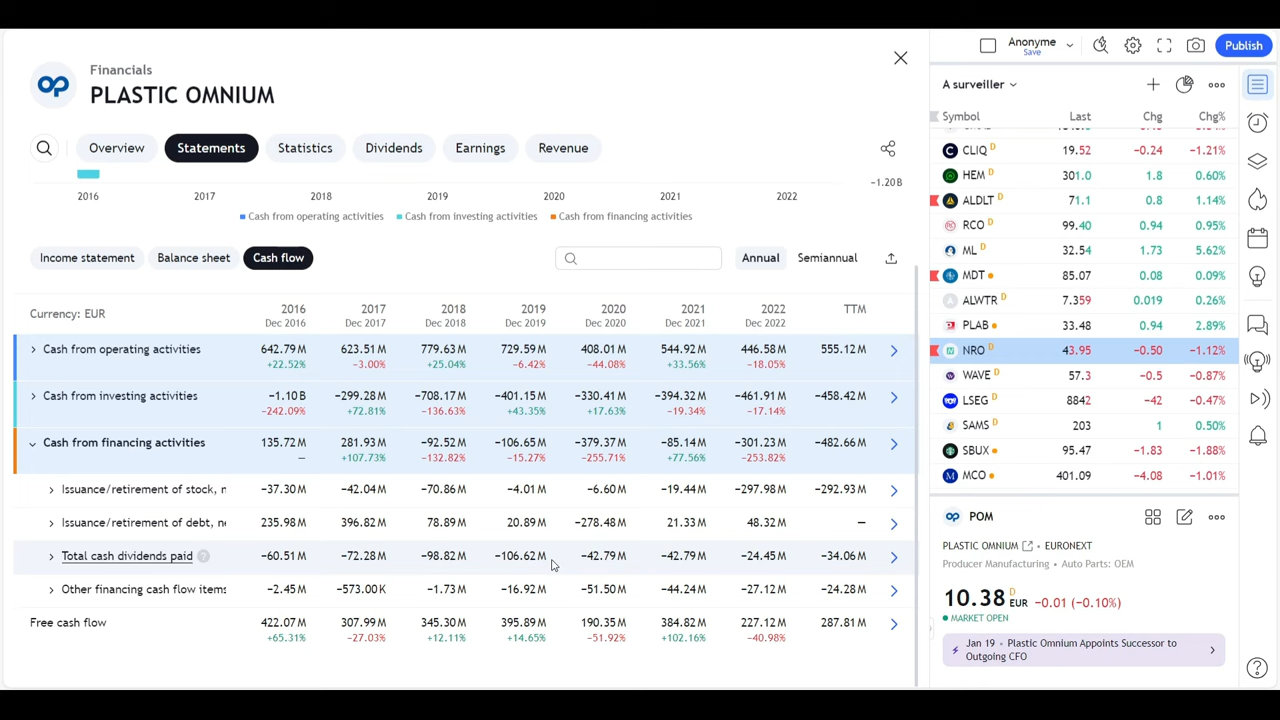 Financials
PLASTIC OMNIUM
Overview Statements Statistics Dividends Earnings Revenue
−1.20 B
2016 2017 2018 2019 2020 2021 2022
Cash from operating activities Cash from investing activities Cash from financing activities
Income statement Balance sheet Cash flow Annual Semiannual
Currency: EUR 2016 2017 2018 2019 2020 2021 2022 TTM
Dec 2016 Dec 2017 Dec 2018 Dec 2019 Dec 2020 Dec 2021 Dec 2022
Cash from operating activities 642.79 M 623.51 M 779.63 M 729.59 M 408.01 M 544.92 M 446.58 M 555.12 M
+22.52% −3.00% +25.04% −6.42% −44.08% +33.56% −18.05%
Cash from investing activities −1.10 B −299.28 M −708.17 M −401.15 M −330.41 M −394.32 M −461.91 M −458.42 M
−242.09% +72.81% −136.63% +43.35% +17.63% −19.34% −17.14%
Cash from financing activities 135.72 M 281.93 M −92.52 M −106.65 M −379.37 M −85.14 M −301.23 M −482.66 M
— +107.73% −132.82% −15.27% −255.71% +77.56% −253.82%
Issuance/retirement of stock, n −37.30 M −42.04 M −70.86 M −4.01 M −6.60 M −19.44 M −297.98 M −292.93 M
Issuance/retirement of debt, ne 235.98 M 396.82 M 78.89 M 20.89 M −278.48 M 21.33 M 48.32 M —
Total cash dividends paid ? −60.51 M −72.28 M −98.82 M −106.62 M −42.79 M −42.79 M −24.45 M −34.06 M
Other financing cash flow items −2.45 M −573.00 K −1.73 M −16.92 M −51.50 M −44.24 M −27.12 M −24.28 M
Free cash flow 422.07 M 307.99 M 345.30 M 395.89 M 190.35 M 384.82 M 227.12 M 287.81 M
+65.31% −27.03% +12.11% +14.65% −51.92% +102.16% −40.98%
Anonyme
Save
Publish
A surveiller
Symbol Last Chg Chg%
CLIQ D 19.52 −0.24 −1.21%
HEM D 301.0 1.8 0.60%
ALDLT D 71.1 0.8 1.14%
RCO D 99.40 0.94 0.95%
ML D 32.54 1.73 5.62%
MDT 85.07 0.08 0.09%
ALWTR D 7.359 0.019 0.26%
PLAB 33.48 0.94 2.89%
NRO D 43.95 −0.50 −1.12%
WAVE D 57.3 −0.5 −0.87%
LSEG D 8842 −42 −0.47%
SAMS D 203 1 0.50%
SBUX 95.47 −1.83 −1.88%
MCO 401.09 −4.08 −1.01%
POM
PLASTIC OMNIUM • EURONEXT
Producer Manufacturing • Auto Parts: OEM
10.38 D EUR −0.01 (−0.10%)
MARKET OPEN
Jan 19 • Plastic Omnium Appoints Successor to
Outgoing CFO